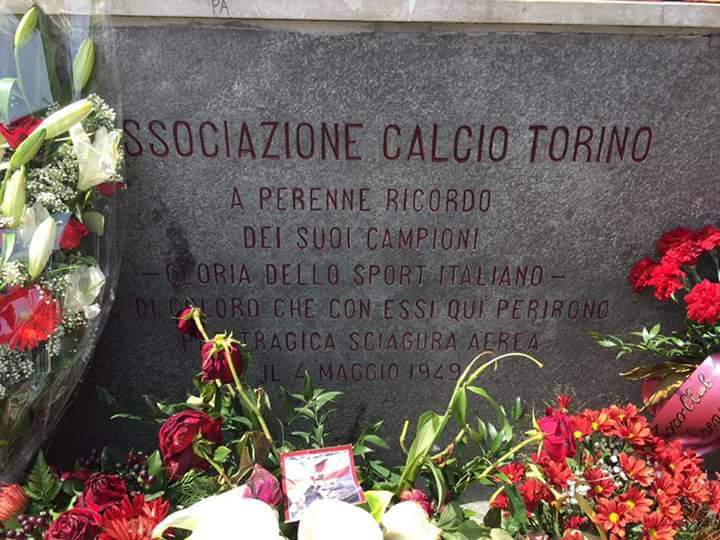 PA
SSOCIAZIONE CALCIO TORINO
A PERENNE RICORDO
DEI SUOI CAMPIONI
- GLORIA DELLO SPORT ITALIANO -
DI COLORO CHE CON ESSI QUI PERIRONO
TRAGICA SCIAGURA AEREA
IL 4 MAGGIO 1949